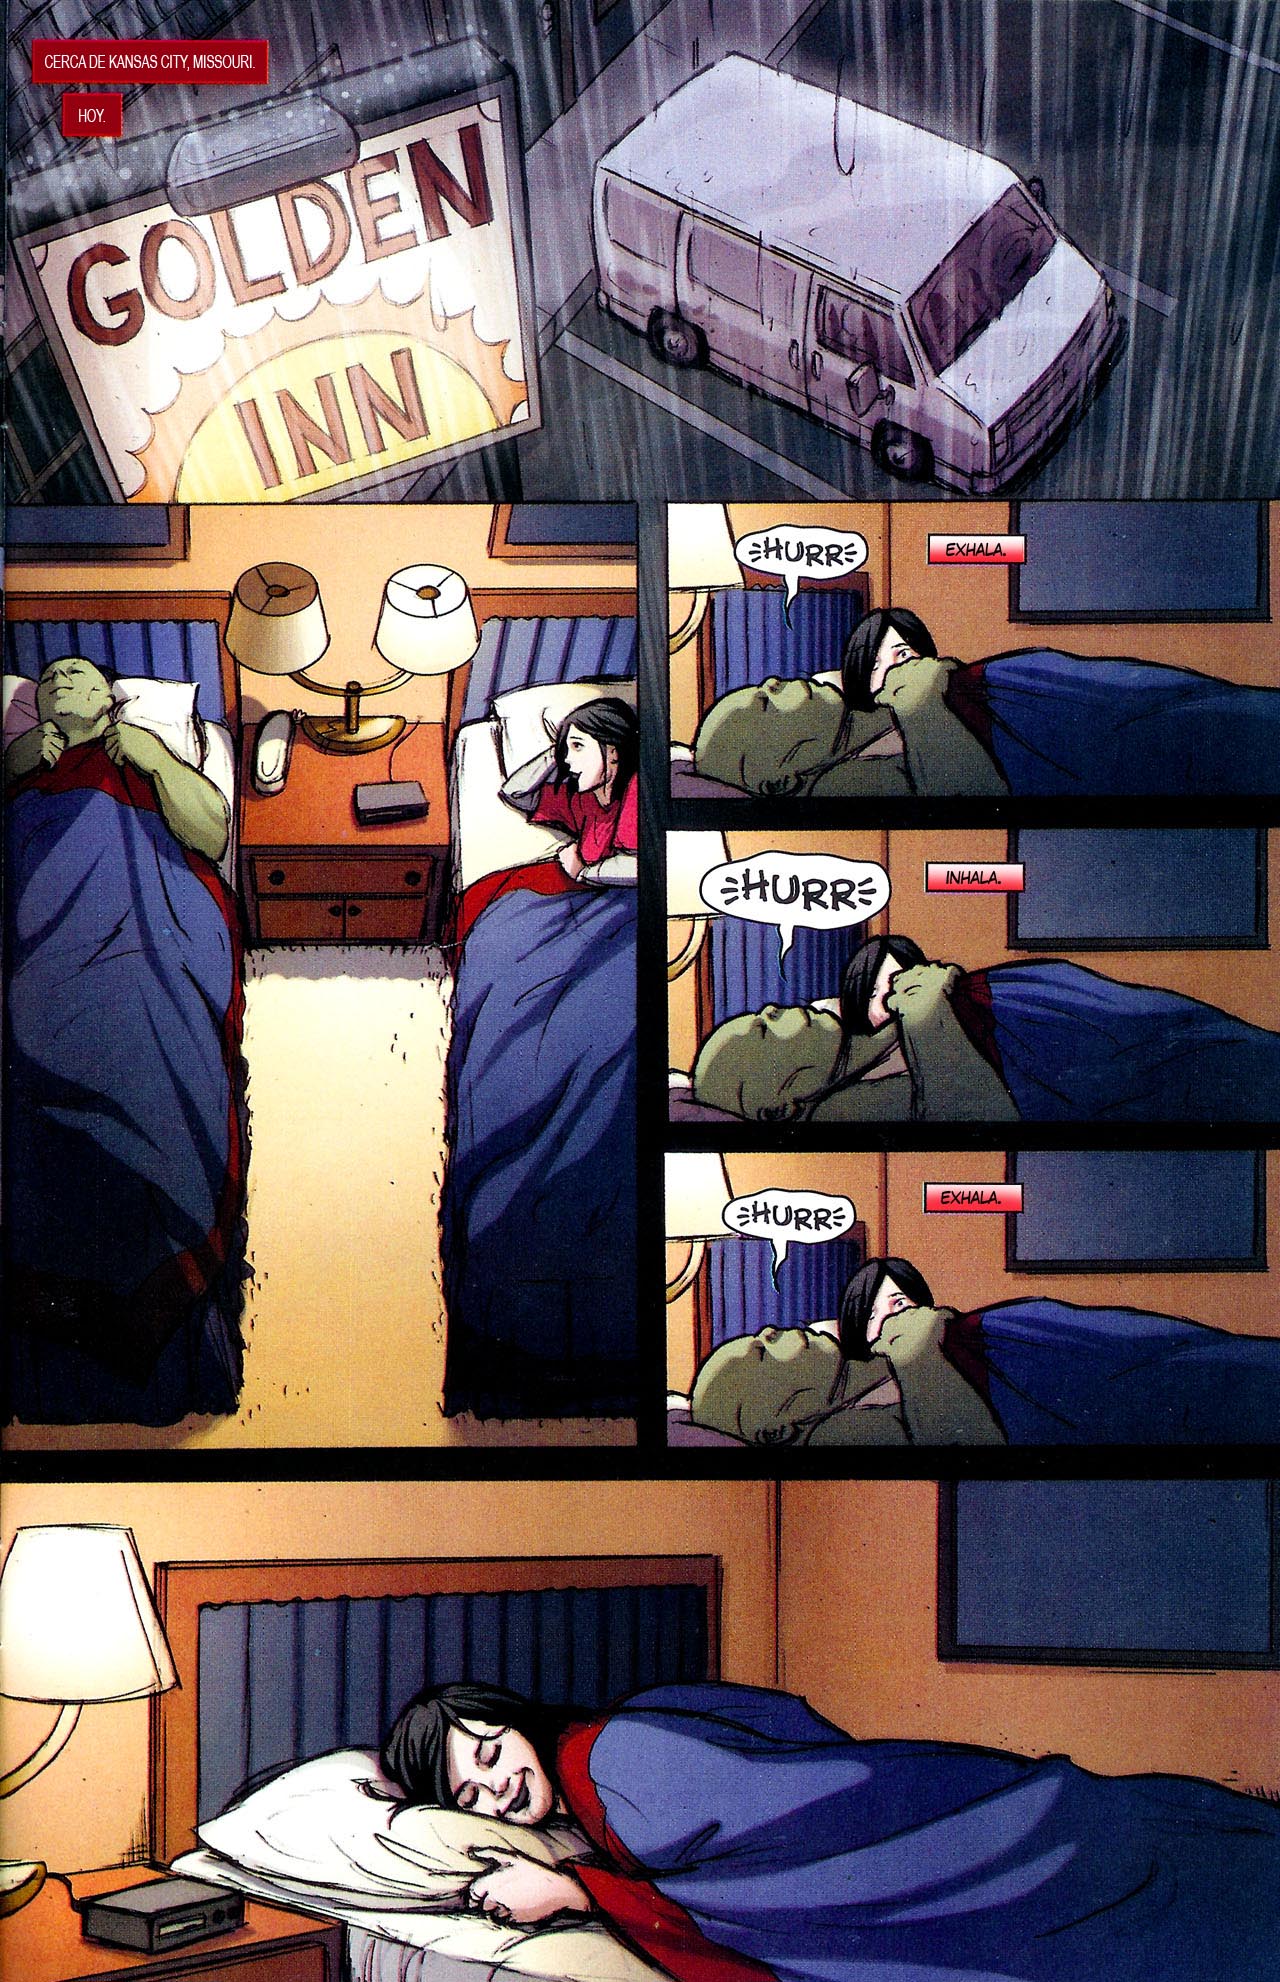 CERCA DE KANSAS CITY, MISSOURI.
HOY.
GOLDEN
INN
HURR
EXHALA.
HURR
INHALA.
HURR
EXHALA.